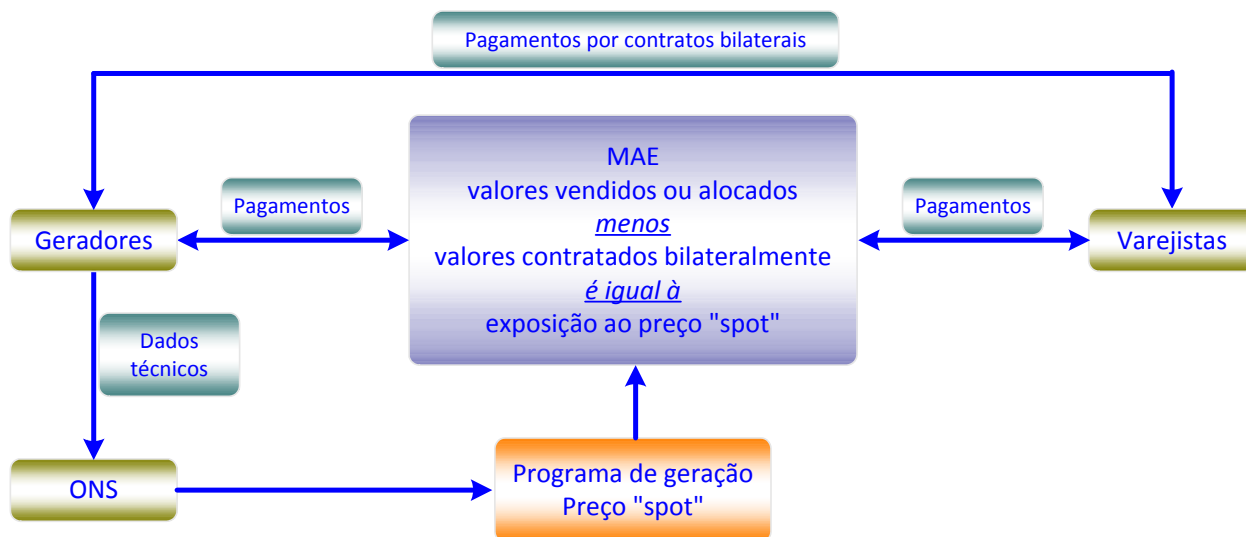 Pagamentos por contratos bilaterais
MAE
valores vendidos ou alocados
menos
valores contratados bilateralmente
é igual à
exposição ao preço "spot"
Pagamentos
Pagamentos
Geradores
Varejistas
Dados
técnicos
ONS
Programa de geração
Preço "spot"